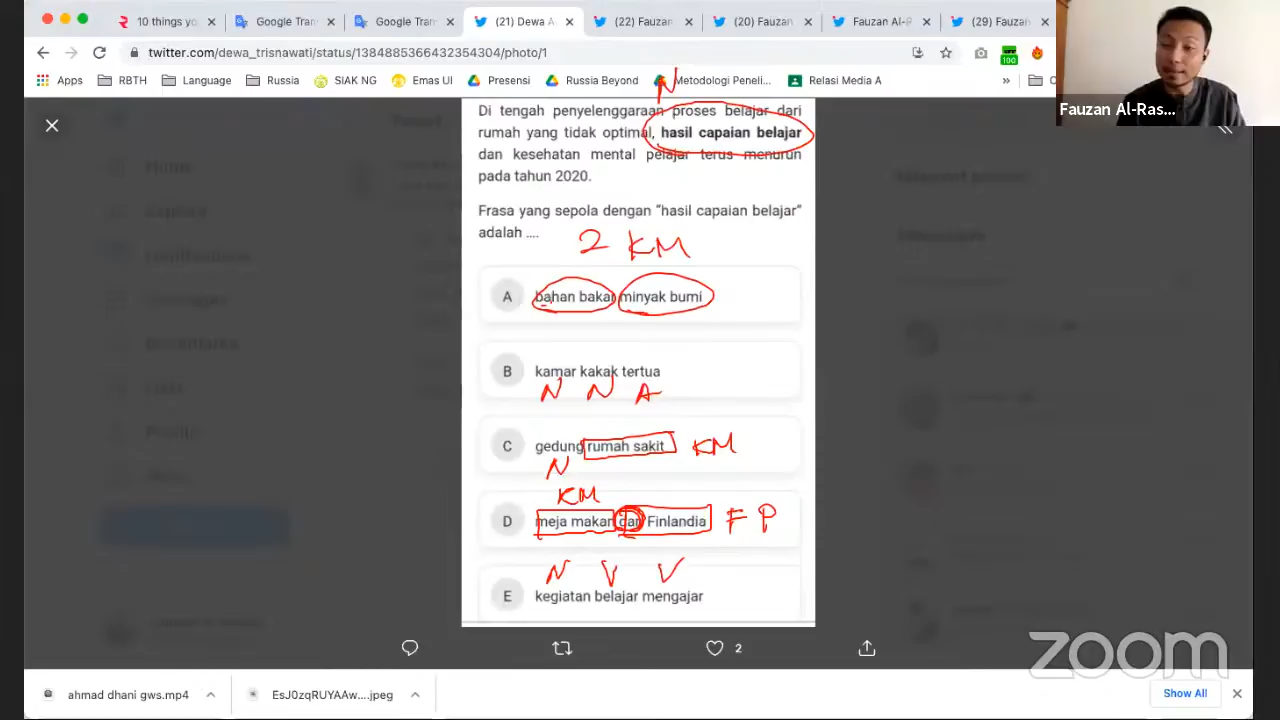 10 things yo
Google Tran
Google Tran
(21) Dewa A
(22) Fauzan
(20) Fauzan
Fauzan Al-R
(29) Fauzan
twitter.com/dewa_trisnawati/status/1384885366432354304/photo/1
100
Apps
RBTH
Language
Russia
SIAK NG
Emas UI
Presensi
Russia Beyond
Metodologi Peneli...
Relasi Media A
»
Fauzan Al-Ras...
N
Di tengah penyelenggaraan proses belajar dari
rumah yang tidak optimal, hasil capaian belajar
dan kesehatan mental pelajar terus menurun
pada tahun 2020.
Frasa yang sepola dengan "hasil capaian belajar"
adalah ....
2 KM
A bahan bakar minyak bumi
B kamar kakak tertua
N N A
C gedung rumah sakit KM
N
KM
D meja makan dari Finlandia F P
N V V
E kegiatan belajar mengajar
2
zoom
ahmad dhani gws.mp4
EsJ0zqRUYAAw....jpeg
Show All